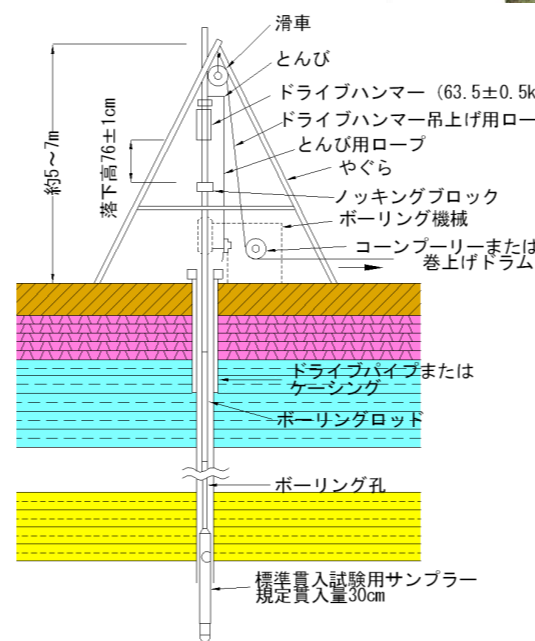 滑車
とんび
ドライブハンマー (63.5±0.5k
ドライブハンマー吊上げ用ロー
とんび用ロープ
やぐら
ノッキングブロック
ボーリング機械
コーンプーリーまたは
巻上げドラム
約5～7m
落下高76±1cm
ドライブパイプまたは
ケーシング
ボーリングロッド
ボーリング孔
標準貫入試験用サンプラー
規定貫入量30cm